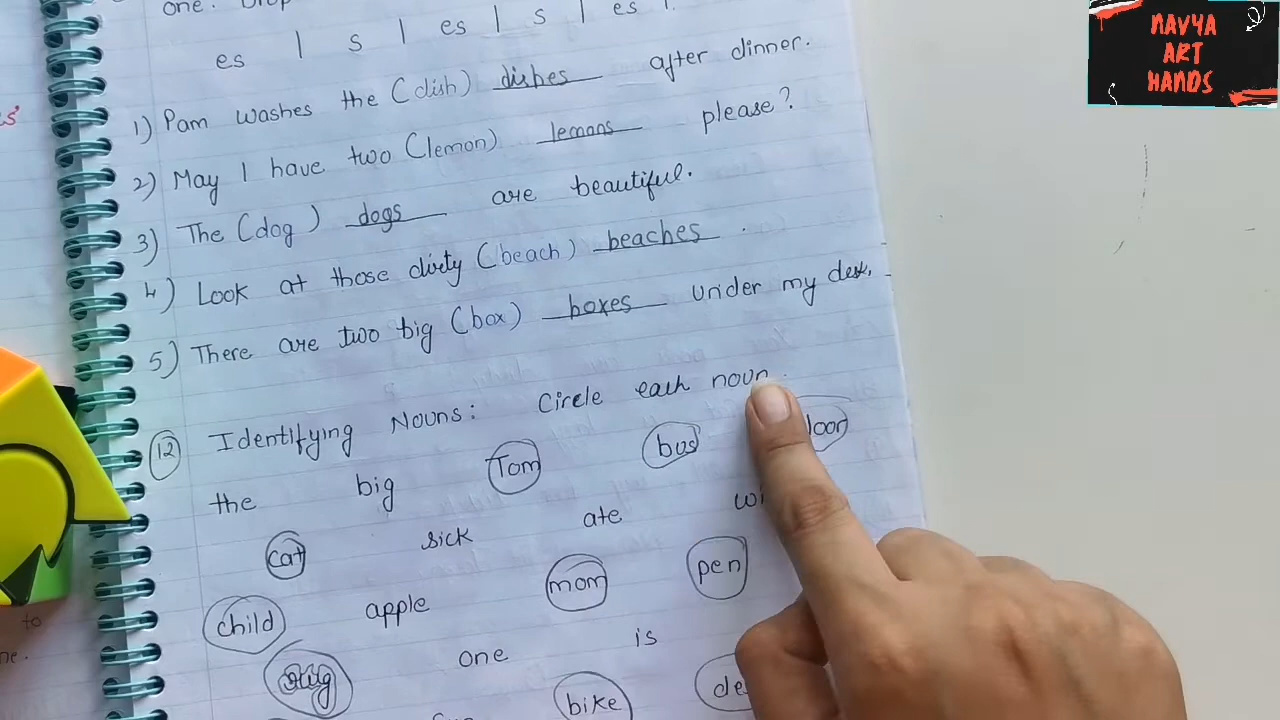 one. Drop
es | s | es | s | es |
1) Pam washes the (dish) dishes after dinner.
2) May I have two (lemon) lemons please?
3) The (dog) dogs are beautiful.
4) Look at those dirty (beach) beaches .
5) There are two big (box) boxes under my desk.
12 Identifying Nouns: Circle each noun.
the big Tom bus
cat sick ate
child apple mom pen
one is
bike
to
NAVYA
ART
HANDS